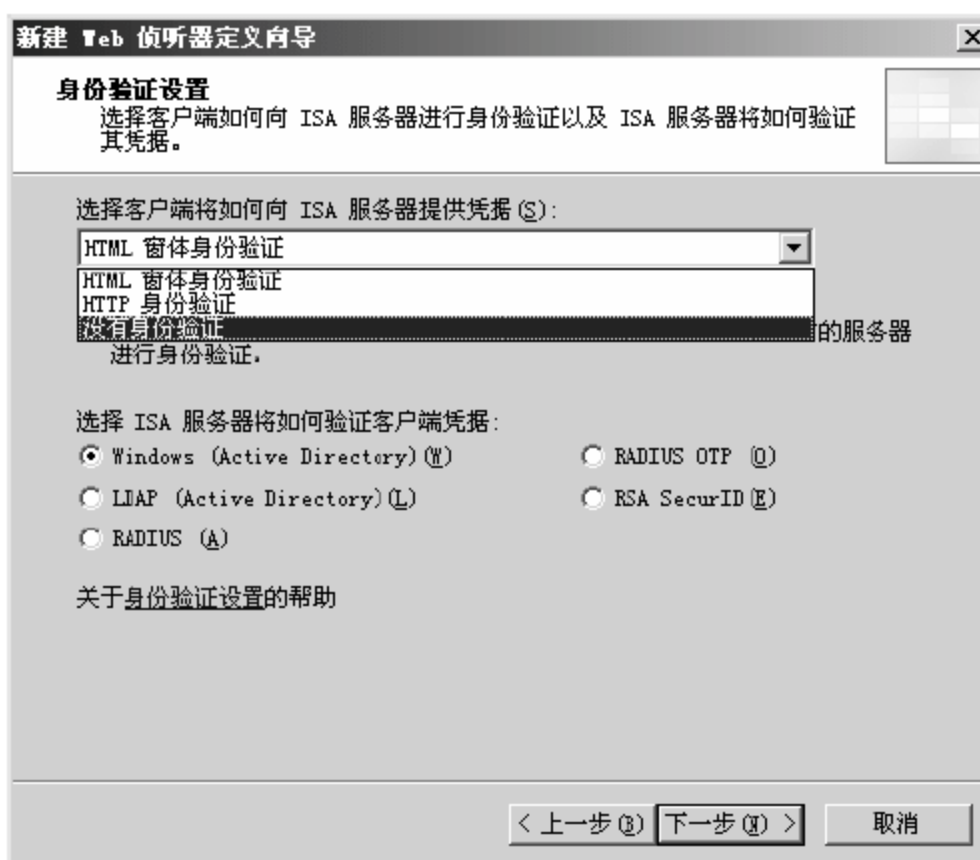 新建 Web 侦听器定义向导
身份验证设置
选择客户端如何向 ISA 服务器进行身份验证以及 ISA 服务器将如何验证
其凭据。
选择客户端将如何向 ISA 服务器提供凭据(S):
HTML 窗体身份验证
HTML 窗体身份验证
HTTP 身份验证
没有身份验证
的服务器
进行身份验证.
选择 ISA 服务器将如何验证客户端凭据:
Windows (Active Directory)(W)
RADIUS OTP (O)
LDAP (Active Directory)(L)
RSA SecurID(E)
RADIUS (A)
关于身份验证设置的帮助
< 上一步(B)
下一步(N) >
取消